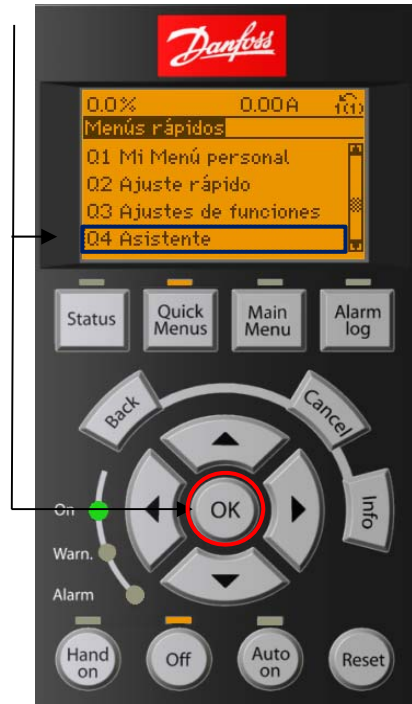 Danfoss
0.0% 0.00A 1(1)
Menús rápidos
Q1 Mi Menú personal
Q2 Ajuste rápido
Q3 Ajustes de funciones
Q4 Asistente
Status Quick Menus Main Menu Alarm log
Back Cancel
OK
Info
On
Warn.
Alarm
Hand on Off Auto on Reset